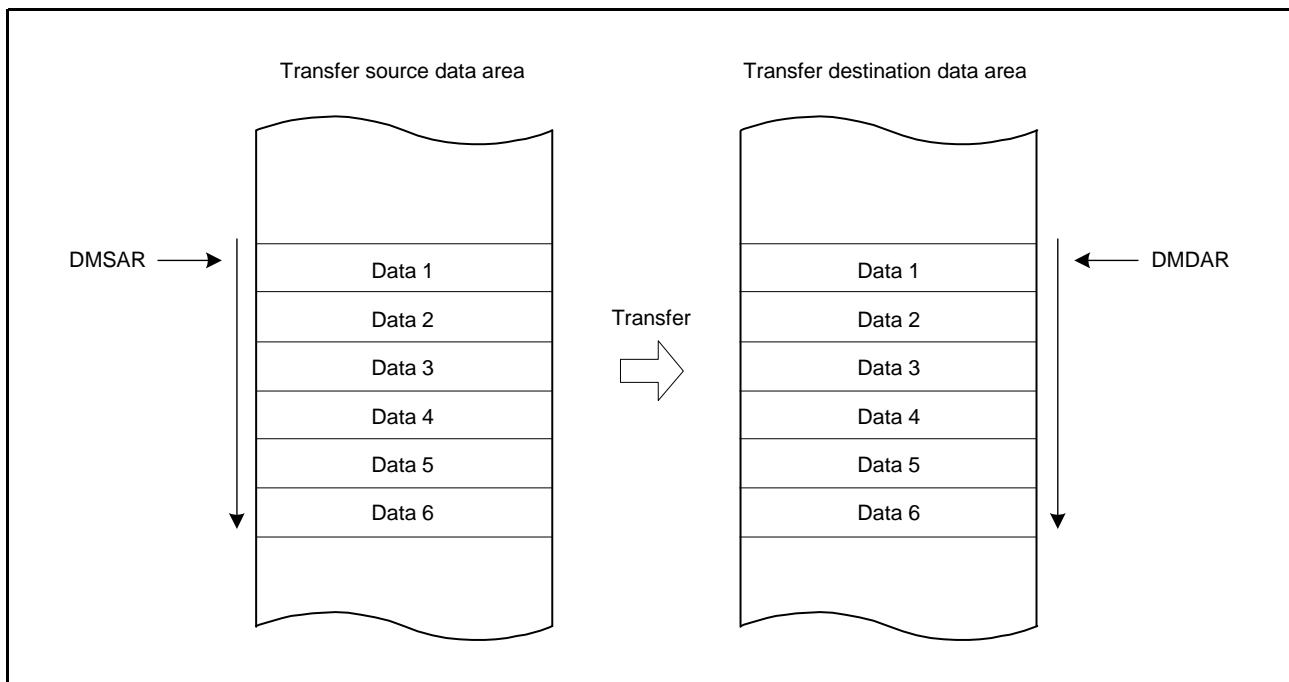 Transfer source data area
Transfer destination data area
DMSAR
DMDAR
Data 1
Data 2
Data 3
Data 4
Data 5
Data 6
Transfer
Data 1
Data 2
Data 3
Data 4
Data 5
Data 6